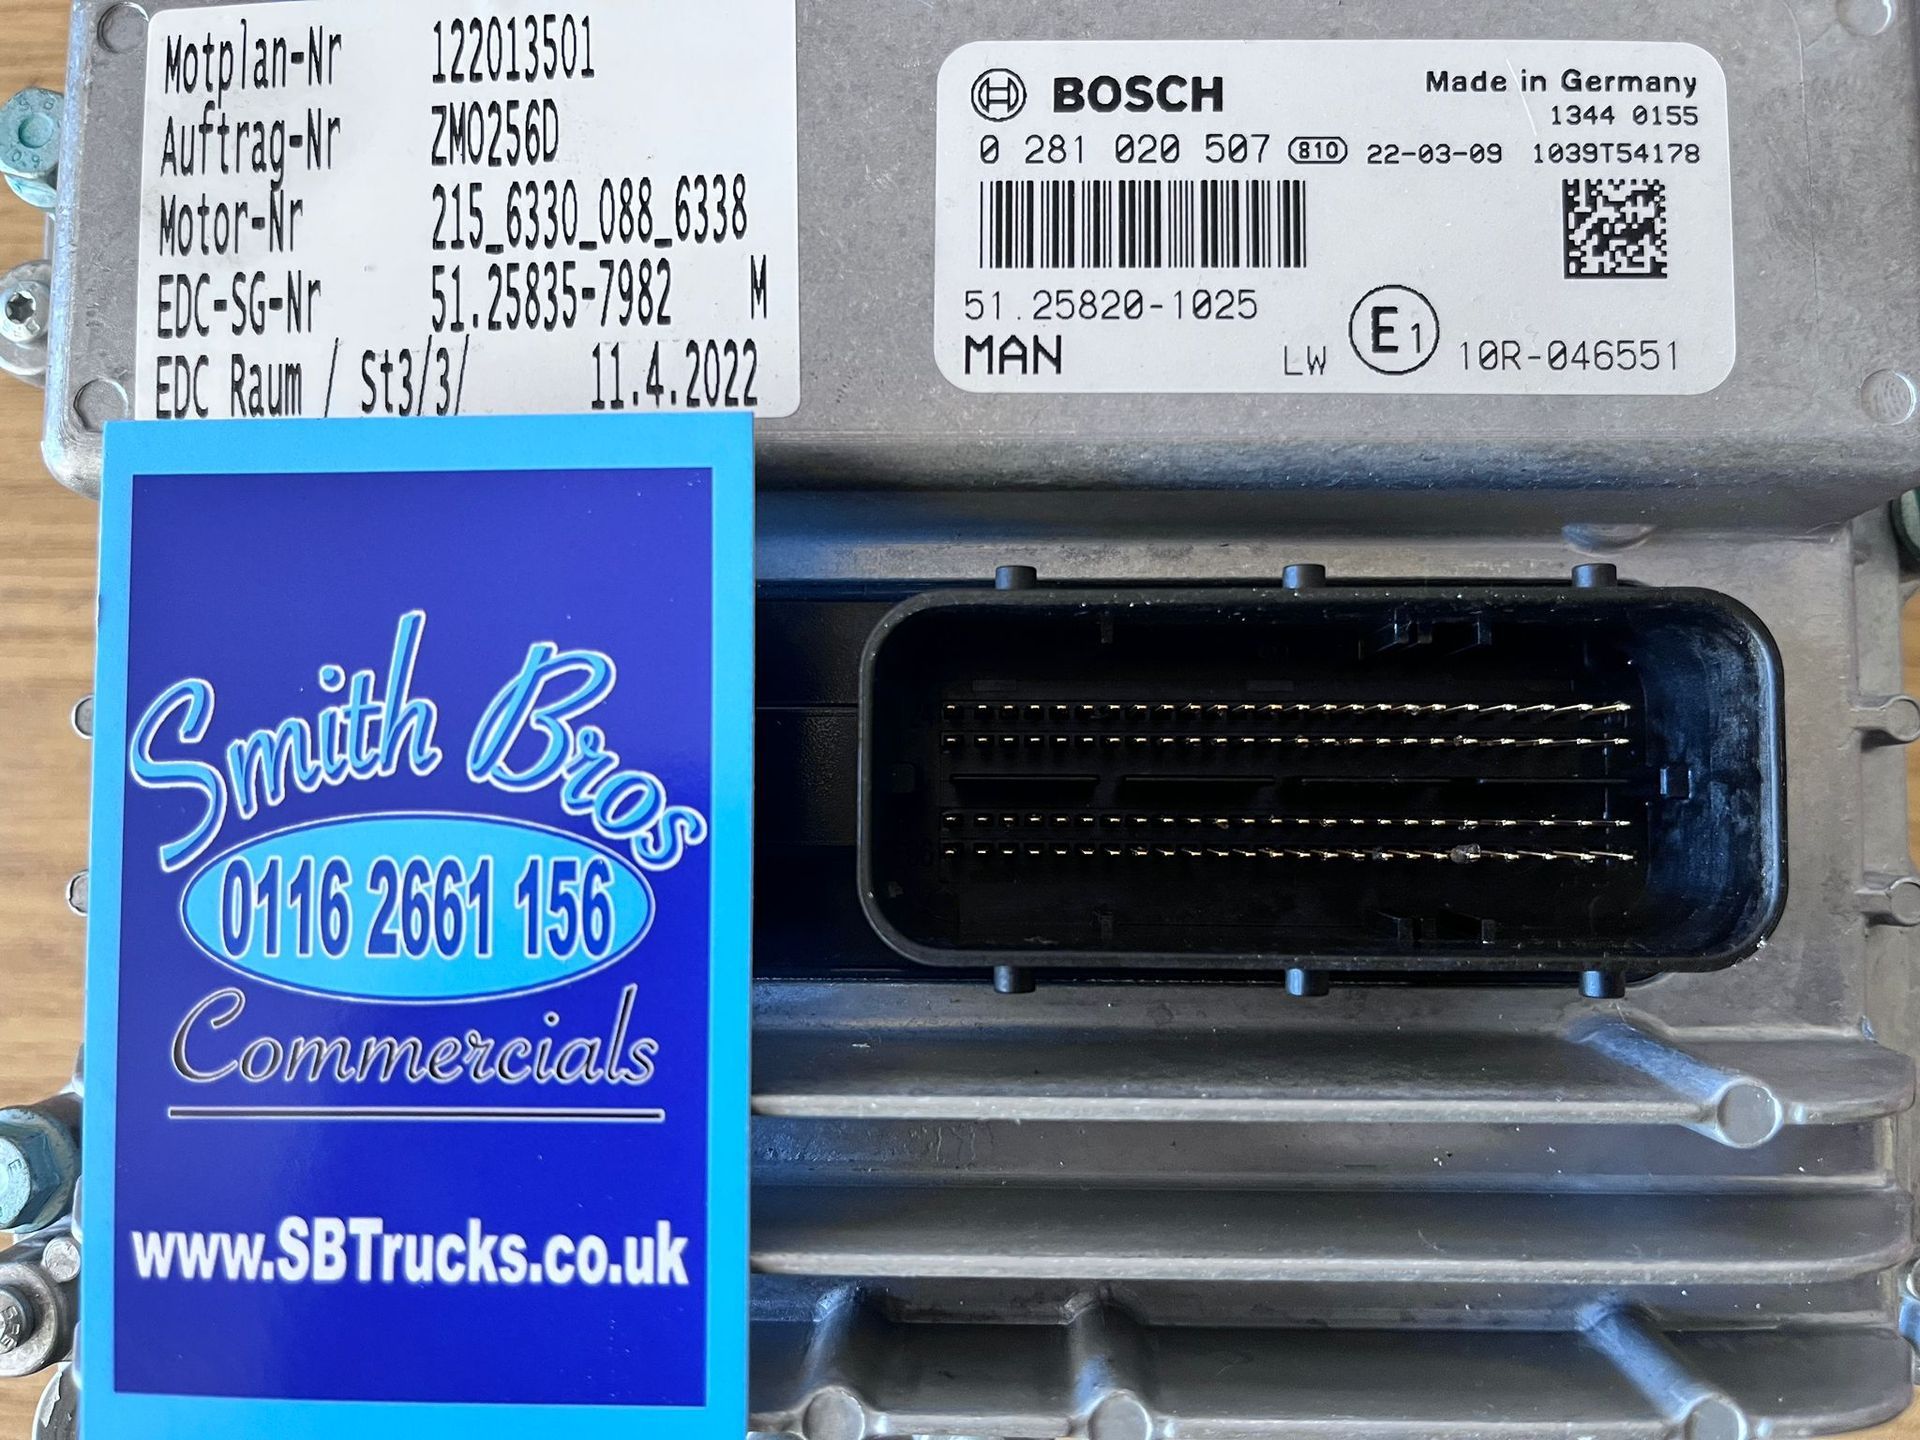 Motplan-Nr 122013501
Auftrag-Nr ZM0256D
Motor-Nr 215_6330_088_6338
EDC-SG-Nr 51.25835-7982 M
EDC Raum / St3/3/ 11.4.2022
BOSCH Made in Germany
1344 0155
0 281 020 507 810 22-03-09 1039T54178
51.25820-1025
MAN LW E1 10R-046551
Smith Bros
0116 2661 156
Commercials
www.SBTrucks.co.uk